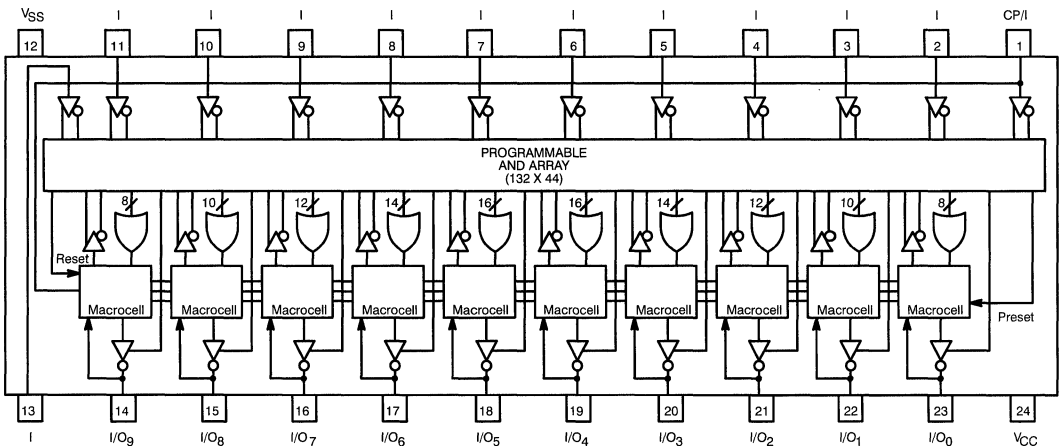 VSS I I I I I I I I I I CP/I
12 11 10 9 8 7 6 5 4 3 2 1
PROGRAMMABLE
AND ARRAY
(132 X 44)
8 10 12 14 16 16 14 12 10 8
Reset
Macrocell Macrocell Macrocell Macrocell Macrocell Macrocell Macrocell Macrocell Macrocell Macrocell
Preset
13 14 15 16 17 18 19 20 21 22 23 24
I I/O9 I/O8 I/O7 I/O6 I/O5 I/O4 I/O3 I/O2 I/O1 I/O0 VCC